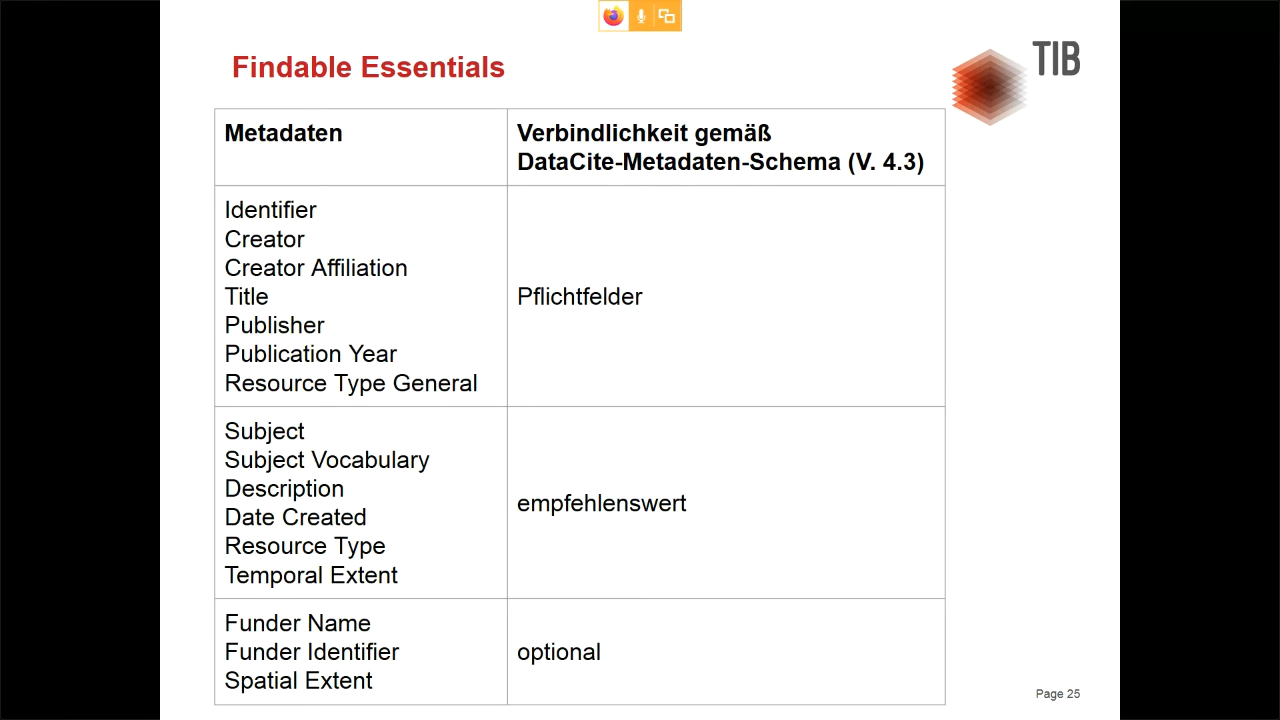 Findable Essentials
TIB
Metadaten
Verbindlichkeit gemäß
DataCite-Metadaten-Schema (V. 4.3)
Identifier
Creator
Creator Affiliation
Title
Publisher
Publication Year
Resource Type General
Pflichtfelder
Subject
Subject Vocabulary
Description
Date Created
Resource Type
Temporal Extent
empfehlenswert
Funder Name
Funder Identifier
Spatial Extent
optional
Page 25